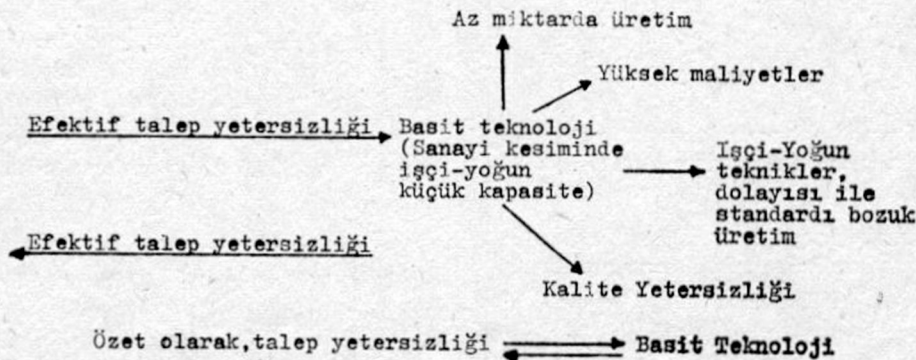 Az miktarda üretim
Yüksek maliyetler
Efektif talep yetersizliği
Basit teknoloji
(Sanayi kesiminde
işçi-yoğun
küçük kapasite)
Işçi-Yoğun
teknikler,
dolayısı ile
standardı bozuk
üretim
Efektif talep yetersizliği
Kalite Yetersizliği
Özet olarak,talep yetersizliği
Basit Teknoloji